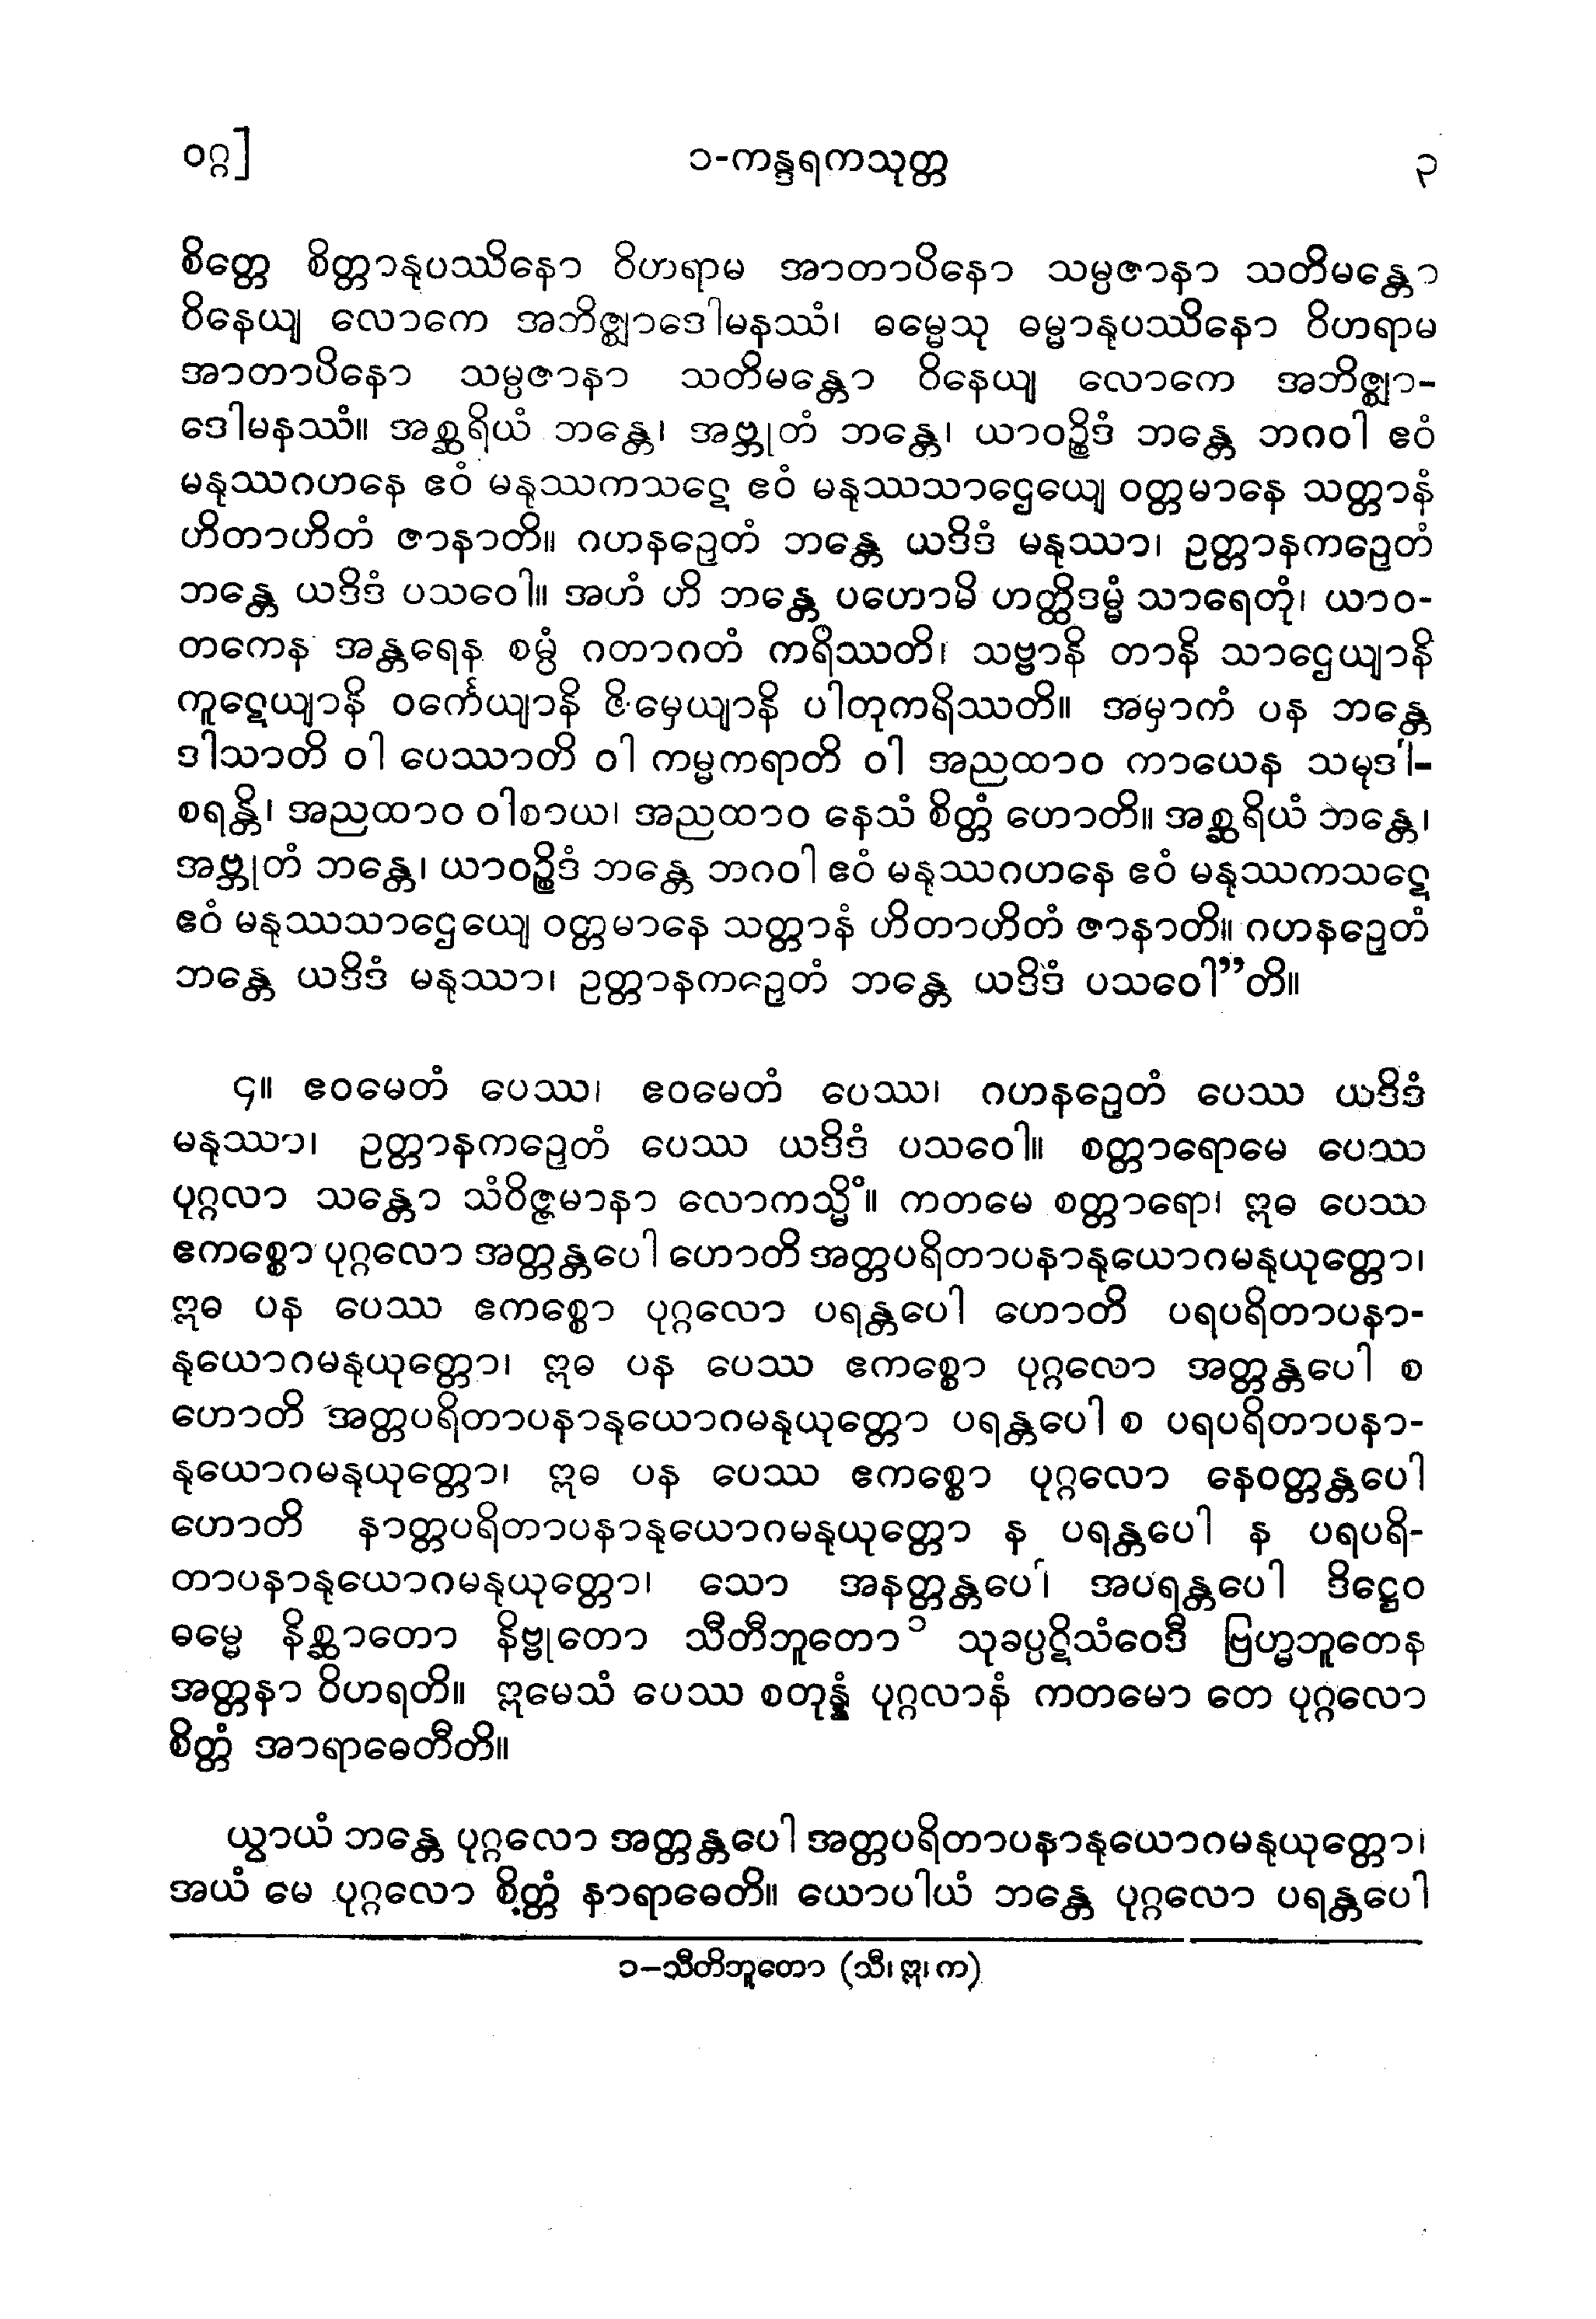 ဝဂ္ဂ]
၁-ကန္ဒရကသုတ္တ
၃
စိတ္တေ စိတ္တာနုပဿိနော ဝိဟရာမ အာတာပိနော သမ္ပဇာနာ သတိမန္တော
ဝိနေယျ လောကေ အဘိဇ္ဈာဒေါမနဿံ၊ ဓမ္မေသု ဓမ္မာနုပဿိနော ဝိဟရာမ
အာတာပိနော သမ္ပဇာနာ သတိမန္တော ဝိနေယျ လောကေ အဘိဇ္ဈာ-
ဒေါမနဿံ။ အစ္ဆရိယံ ဘန္တေ၊ အဗ္ဘုတံ ဘန္တေ၊ ယာဝဉ္စိဒံ ဘန္တေ ဘဂဝါ ဧဝံ
မနုဿဂဟနေ ဧဝံ မနုဿကသဋေ ဧဝံ မနုဿသာဌေယျေ ဝတ္တမာနေ သတ္တာနံ
ဟိတာဟိတံ ဇာနာတိ။ ဂဟနဉှေတံ ဘန္တေ ယဒိဒံ မနုဿာ၊ ဥတ္တာနကဉှေတံ
ဘန္တေ ယဒိဒံ ပသဝေါ။ အဟံ ဟိ ဘန္တေ ပဟောမိ ဟတ္ထိဒမ္မံ သာရေတုံ၊ ယာဝ-
တကေန အန္တရေန စမ္ပံ ဂတာဂတံ ကရိဿတိ၊ သဗ္ဗာနိ တာနိ သာဌေယျာနိ
ကူဋေယျာနိ ဝင်္ကေယျာနိ ဇိမှေယျာနိ ပါတုကရိဿတိ။ အမှာကံ ပန ဘန္တေ
ဒါသာတိ ဝါ ပေဿာတိ ဝါ ကမ္မကရာတိ ဝါ အညထာဝ ကာယေန သမုဒါ-
စရန္တိ၊ အညထာဝ ဝါစာယ၊ အညထာဝ နေသံ စိတ္တံ ဟောတိ။ အစ္ဆရိယံ ဘန္တေ၊
အဗ္ဘုတံ ဘန္တေ၊ ယာဝဉ္စိဒံ ဘန္တေ ဘဂဝါ ဧဝံ မနုဿဂဟနေ ဧဝံ မနုဿကသဋေ
ဧဝံ မနုဿသာဌေယျေ ဝတ္တမာနေ သတ္တာနံ ဟိတာဟိတံ ဇာနာတိ။ ဂဟနဉှေတံ
ဘန္တေ ယဒိဒံ မနုဿာ၊ ဥတ္တာနကဉှေတံ ဘန္တေ ယဒိဒံ ပသဝေါ”တိ။
၄။ ဧဝမေတံ ပေဿ၊ ဧဝမေတံ ပေဿ၊ ဂဟနဉှေတံ ပေဿ ယဒိဒံ
မနုဿာ၊ ဥတ္တာနကဉှေတံ ပေဿ ယဒိဒံ ပသဝေါ။ စတ္တာရောမေ ပေဿ
ပုဂ္ဂလာ သန္တော သံဝိဇ္ဇမာနာ လောကသ္မိံ။ ကတမေ စတ္တာရော၊ ဣဓ ပေဿ
ဧကစ္စော ပုဂ္ဂလော အတ္တန္တပေါ ဟောတိ အတ္တပရိတာပနာနုယောဂမနုယုတ္တော၊
ဣဓ ပန ပေဿ ဧကစ္စော ပုဂ္ဂလော ပရန္တပေါ ဟောတိ ပရပရိတာပနာ-
နုယောဂမနုယုတ္တော၊ ဣဓ ပန ပေဿ ဧကစ္စော ပုဂ္ဂလော အတ္တန္တပေါ စ
ဟောတိ အတ္တပရိတာပနာနုယောဂမနုယုတ္တော ပရန္တပေါ စ ပရပရိတာပနာ-
နုယောဂမနုယုတ္တော၊ ဣဓ ပန ပေဿ ဧကစ္စော ပုဂ္ဂလော နေဝတ္တန္တပေါ
ဟောတိ နာတ္တပရိတာပနာနုယောဂမနုယုတ္တော န ပရန္တပေါ န ပရပရိ-
တာပနာနုယောဂမနုယုတ္တော၊ သော အနတ္တန္တပေါ အပရန္တပေါ ဒိဋ္ဌေဝ
ဓမ္မေ နိစ္ဆာတော နိဗ္ဗုတော သီတီဘူတော ၁ သုခပ္ပဋိသံဝေဒီ ဗြဟ္မဘူတေန
အတ္တနာ ဝိဟရတိ။ ဣမေသံ ပေဿ စတုန္နံ ပုဂ္ဂလာနံ ကတမော တေ ပုဂ္ဂလော
စိတ္တံ အာရာဓေတီတိ။
ယွာယံ ဘန္တေ ပုဂ္ဂလော အတ္တန္တပေါ အတ္တပရိတာပနာနုယောဂမနုယုတ္တော၊
အယံ မေ ပုဂ္ဂလော စိတ္တံ နာရာဓေတိ။ ယောပါယံ ဘန္တေ ပုဂ္ဂလော ပရန္တပေါ
၁-သီတိဘူတော (သီ၊ ဣ၊ က)